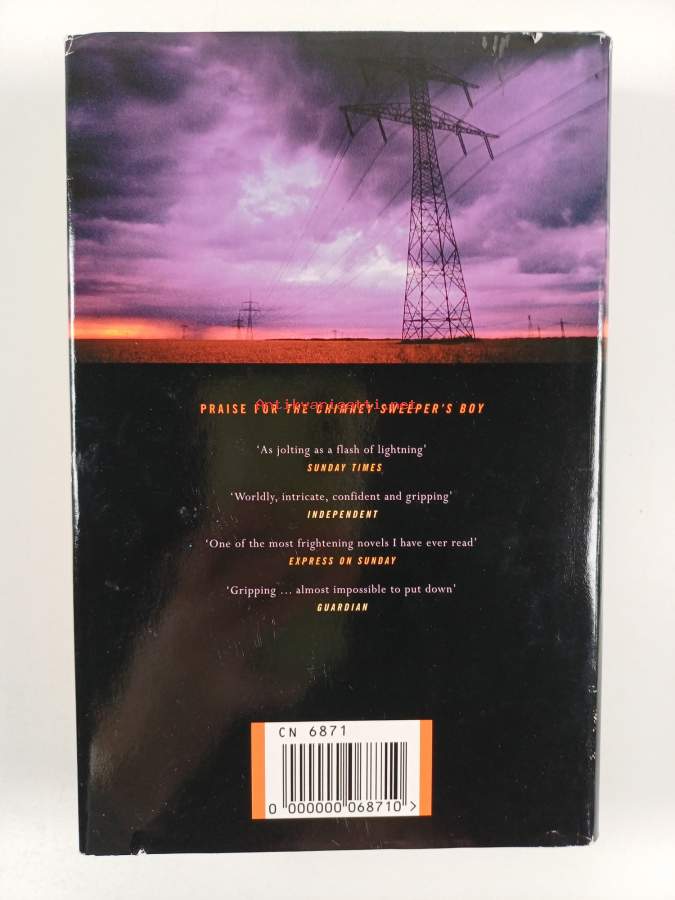 PRAISE FOR THE CHIMNEY SWEEPER'S BOY
Antikvariaatti.net
‘As jolting as a flash of lightning’
SUNDAY TIMES
‘Worldly, intricate, confident and gripping’
INDEPENDENT
‘One of the most frightening novels I have ever read’
EXPRESS ON SUNDAY
‘Gripping … almost impossible to put down’
GUARDIAN
CN 6871
0 000000 068710 >